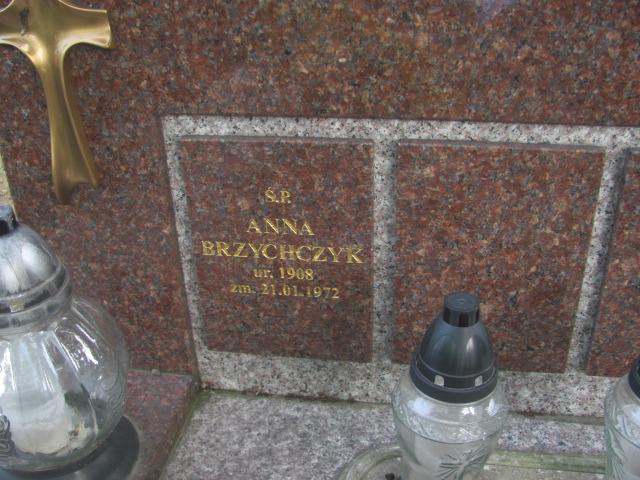 Ś.P.
ANNA
BRZYCHCZYK
ur. 1908
zm. 21.01.1972